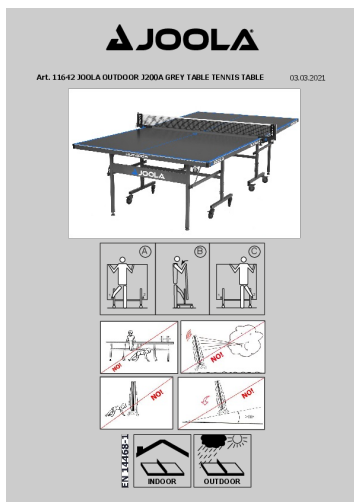 JOOLA
Art. 11642 JOOLA OUTDOOR J200A GREY TABLE TENNIS TABLE 03.03.2021
JOOLA
A B C
NO! NO!
NO! NO!
EN 14468-1
INDOOR OUTDOOR